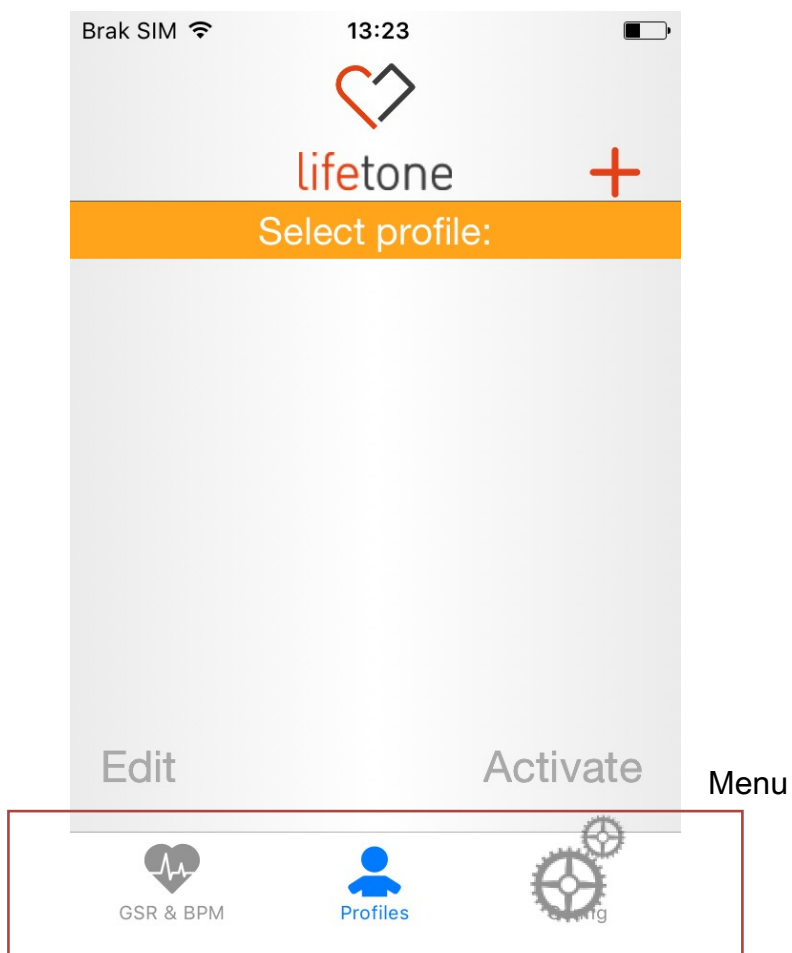 Brak SIM 13:23
lifetone
Select profile:
Edit Activate
Menu
GSR & BPM Profiles